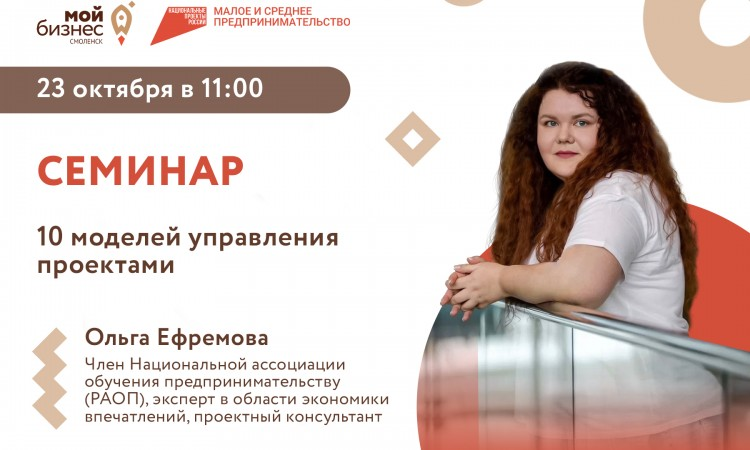 МОЙ
бизнес
СМОЛЕНСК
НАЦИОНАЛЬНЫЕ
ПРОЕКТЫ
РОССИИ
МАЛОЕ И СРЕДНЕЕ
ПРЕДПРИНИМАТЕЛЬСТВО
23 октября в 11:00
СЕМИНАР
10 моделей управления
проектами
Ольга Ефремова
Член Национальной ассоциации
обучения предпринимательству
(РАОП), эксперт в области экономики
впечатлений, проектный консультант